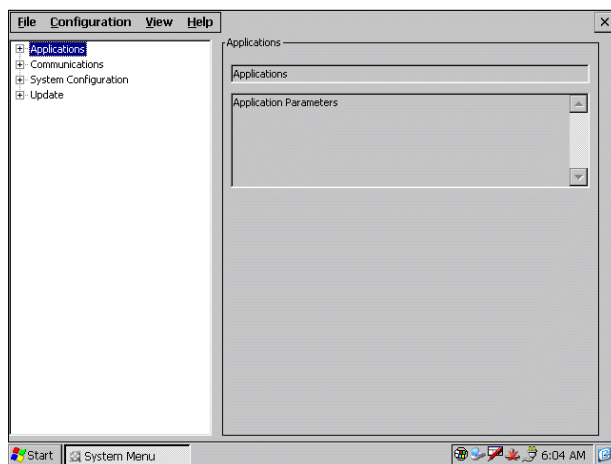 File Configuration View Help
Applications
Communications
System Configuration
Update
Applications
Applications
Application Parameters
Start System Menu 6:04 AM